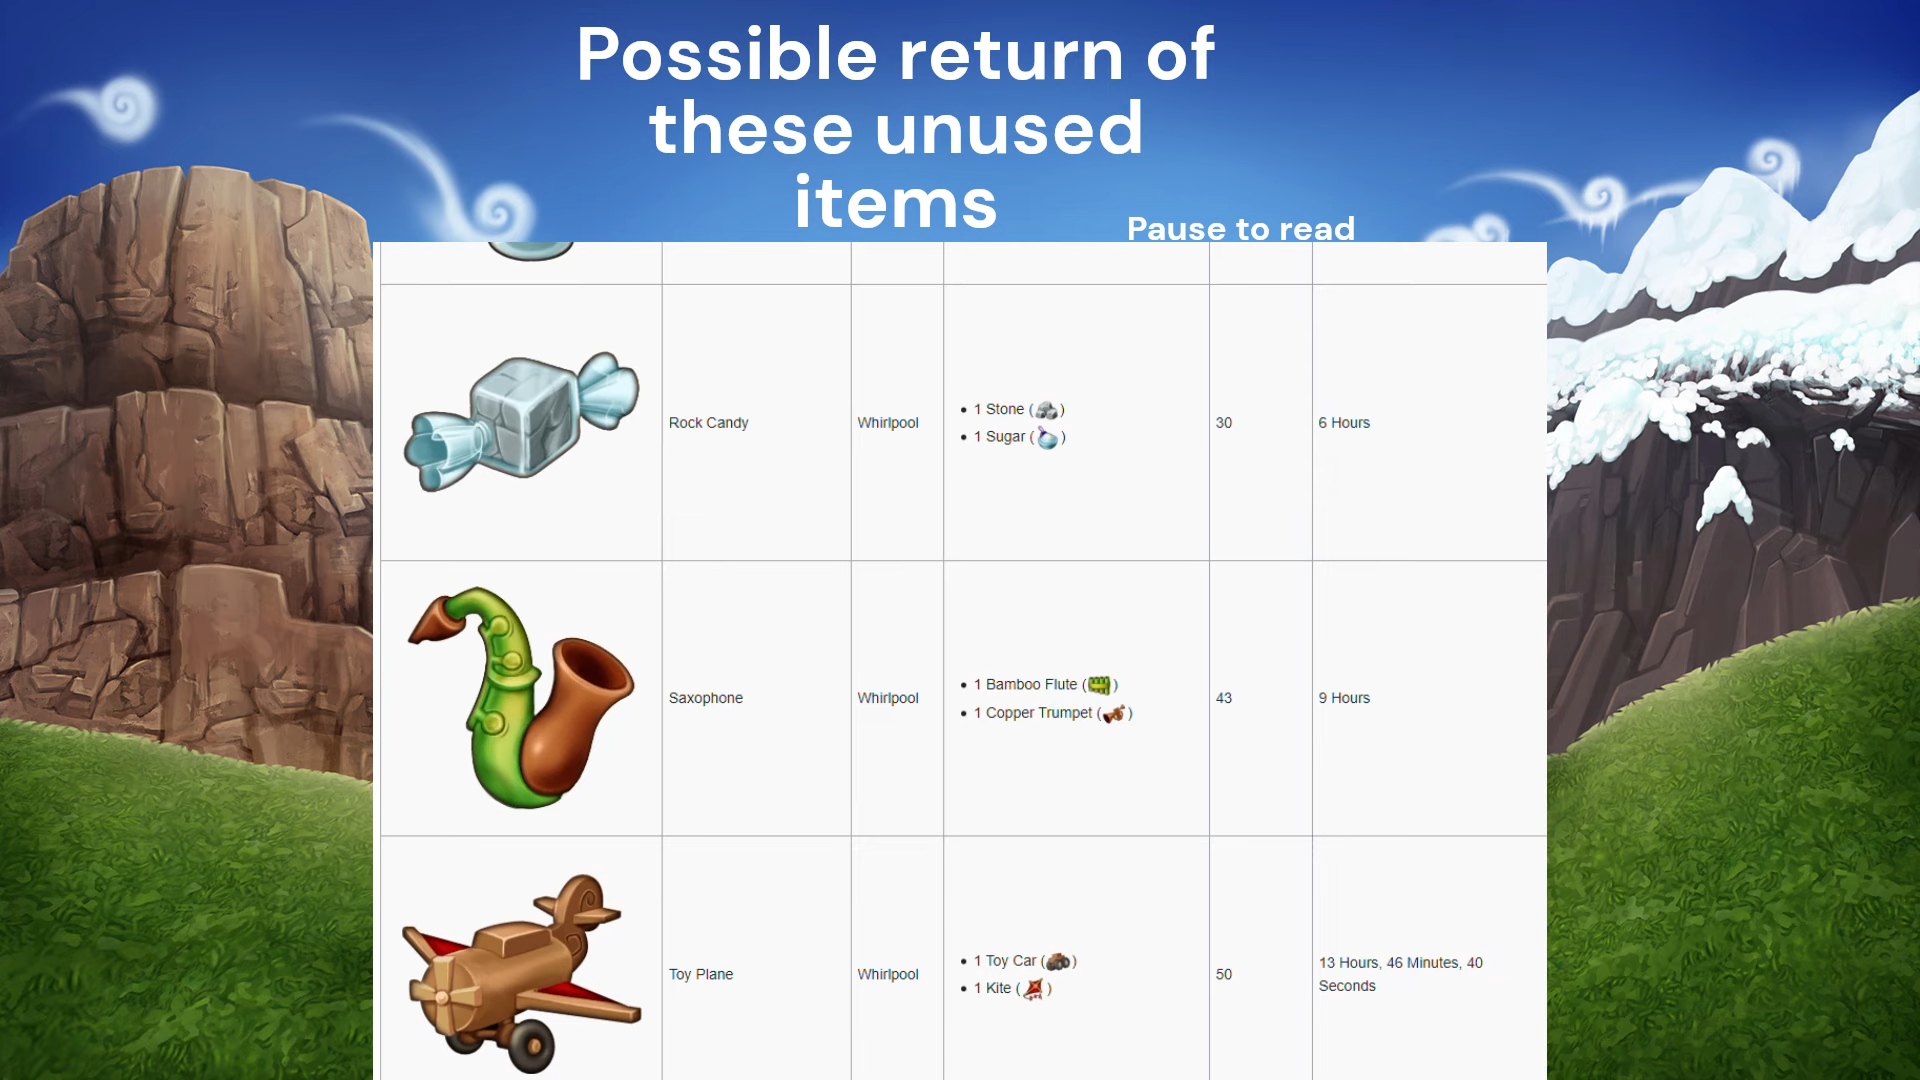 Possible return of
these unused
items
Pause to read
Rock Candy
Whirlpool
• 1 Stone ( )
• 1 Sugar ( )
30
6 Hours
Saxophone
Whirlpool
• 1 Bamboo Flute ( )
• 1 Copper Trumpet ( )
43
9 Hours
Toy Plane
Whirlpool
• 1 Toy Car ( )
• 1 Kite ( )
50
13 Hours, 46 Minutes, 40
Seconds